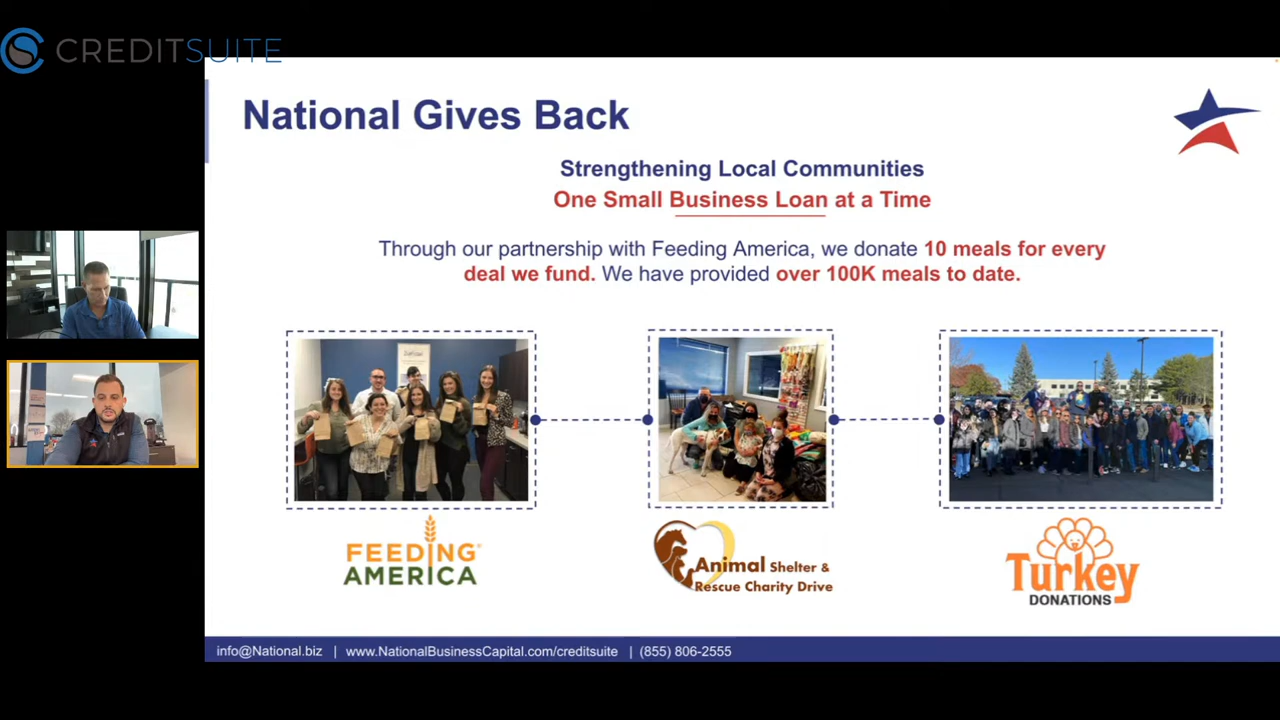 CREDITSUITE
National Gives Back
Strengthening Local Communities
One Small Business Loan at a Time
Through our partnership with Feeding America, we donate 10 meals for every
deal we fund. We have provided over 100K meals to date.
FEEDING
AMERICA
Animal Shelter &
Rescue Charity Drive
Turkey
DONATIONS
info@National.biz | www.NationalBusinessCapital.com/creditsuite | (855) 806-2555